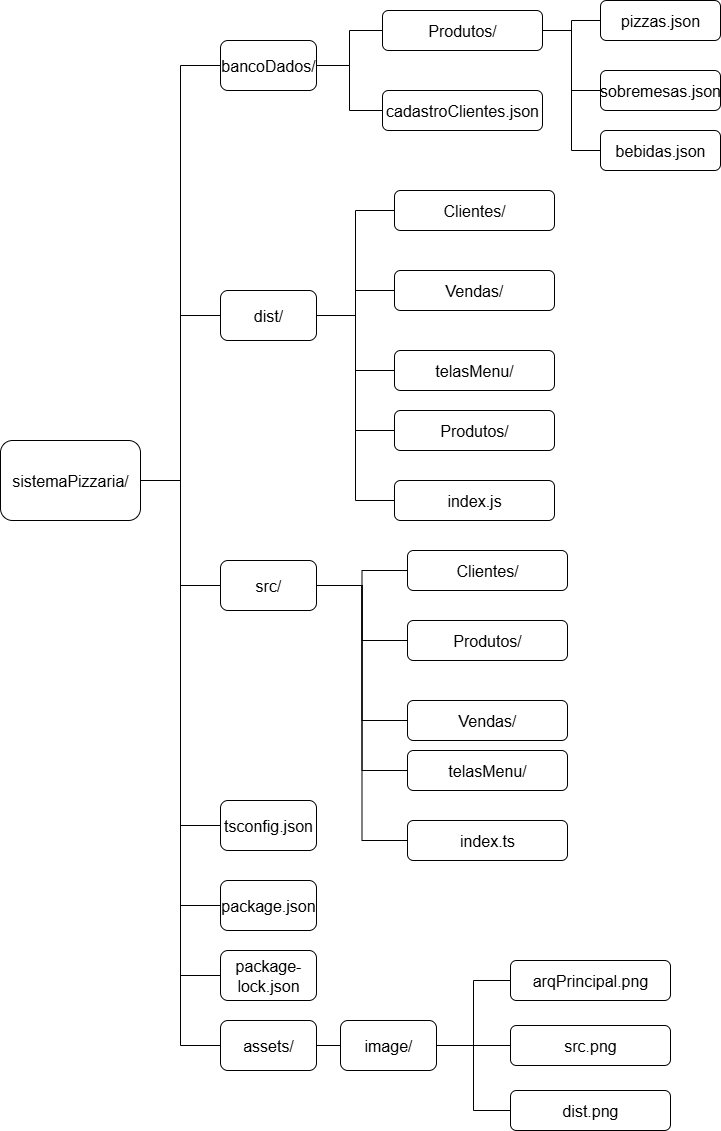 sistemaPizzaria/
bancoDados/
Produtos/
pizzas.json
sobremesas.json
bebidas.json
cadastroClientes.json
dist/
Clientes/
Vendas/
telasMenu/
Produtos/
index.js
src/
Clientes/
Produtos/
Vendas/
telasMenu/
index.ts
tsconfig.json
package.json
package-
lock.json
assets/
image/
arqPrincipal.png
src.png
dist.png